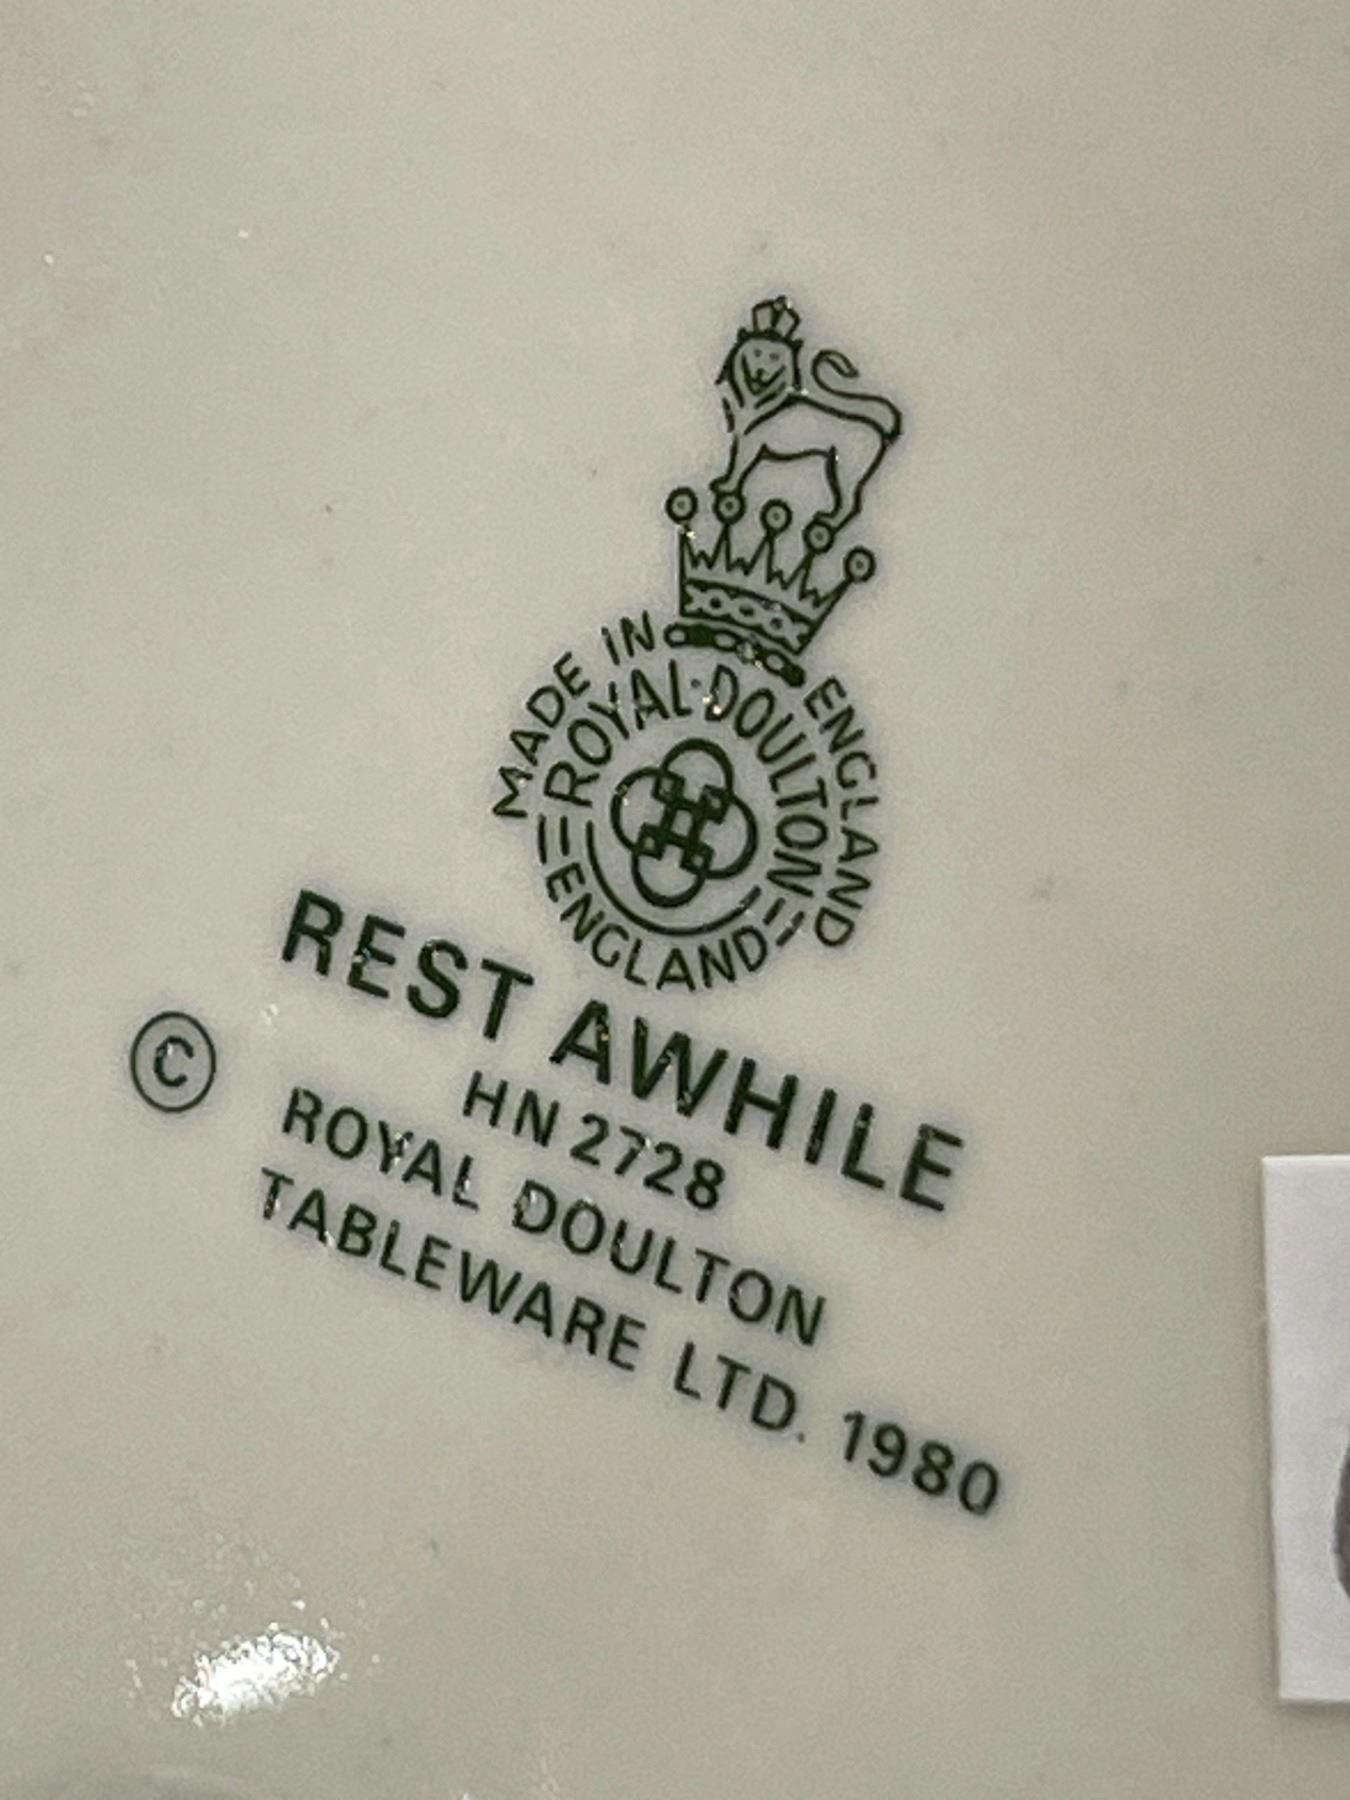 MADE IN ENGLAND
ROYAL·DOULTON
ENGLAND
REST AWHILE
HN 2728
© ROYAL DOULTON
TABLEWARE LTD. 1980